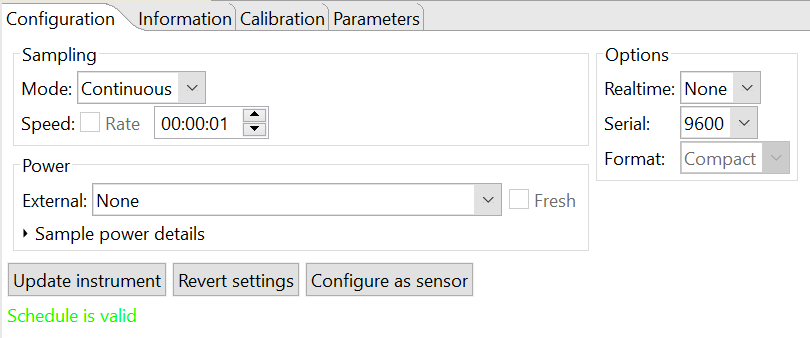 Configuration Information Calibration Parameters
Sampling
Mode: Continuous
Speed: Rate 00:00:01
Power
External: None Fresh
Sample power details
Options
Realtime: None
Serial: 9600
Format: Compact
Update instrument Revert settings Configure as sensor
Schedule is valid